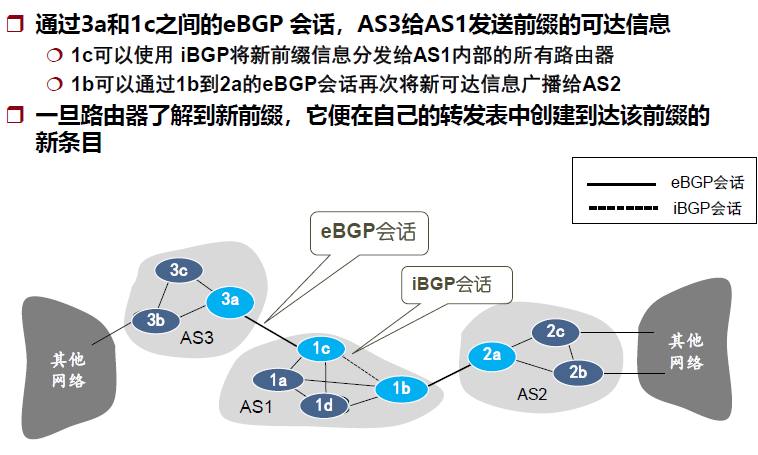 通过3a和1c之间的eBGP 会话，AS3给AS1发送前缀的可达信息
1c可以使用 iBGP将新前缀信息分发给AS1内部的所有路由器
1b可以通过1b到2a的eBGP会话再次将新可达信息广播给AS2
一旦路由器了解到新前缀，它便在自己的转发表中创建到达该前缀的
新条目
eBGP会话
iBGP会话
eBGP会话
iBGP会话
3c
3a
3b
AS3
其他
网络
1c
1a
1b
1d
AS1
2c
2a
2b
AS2
其他
网络